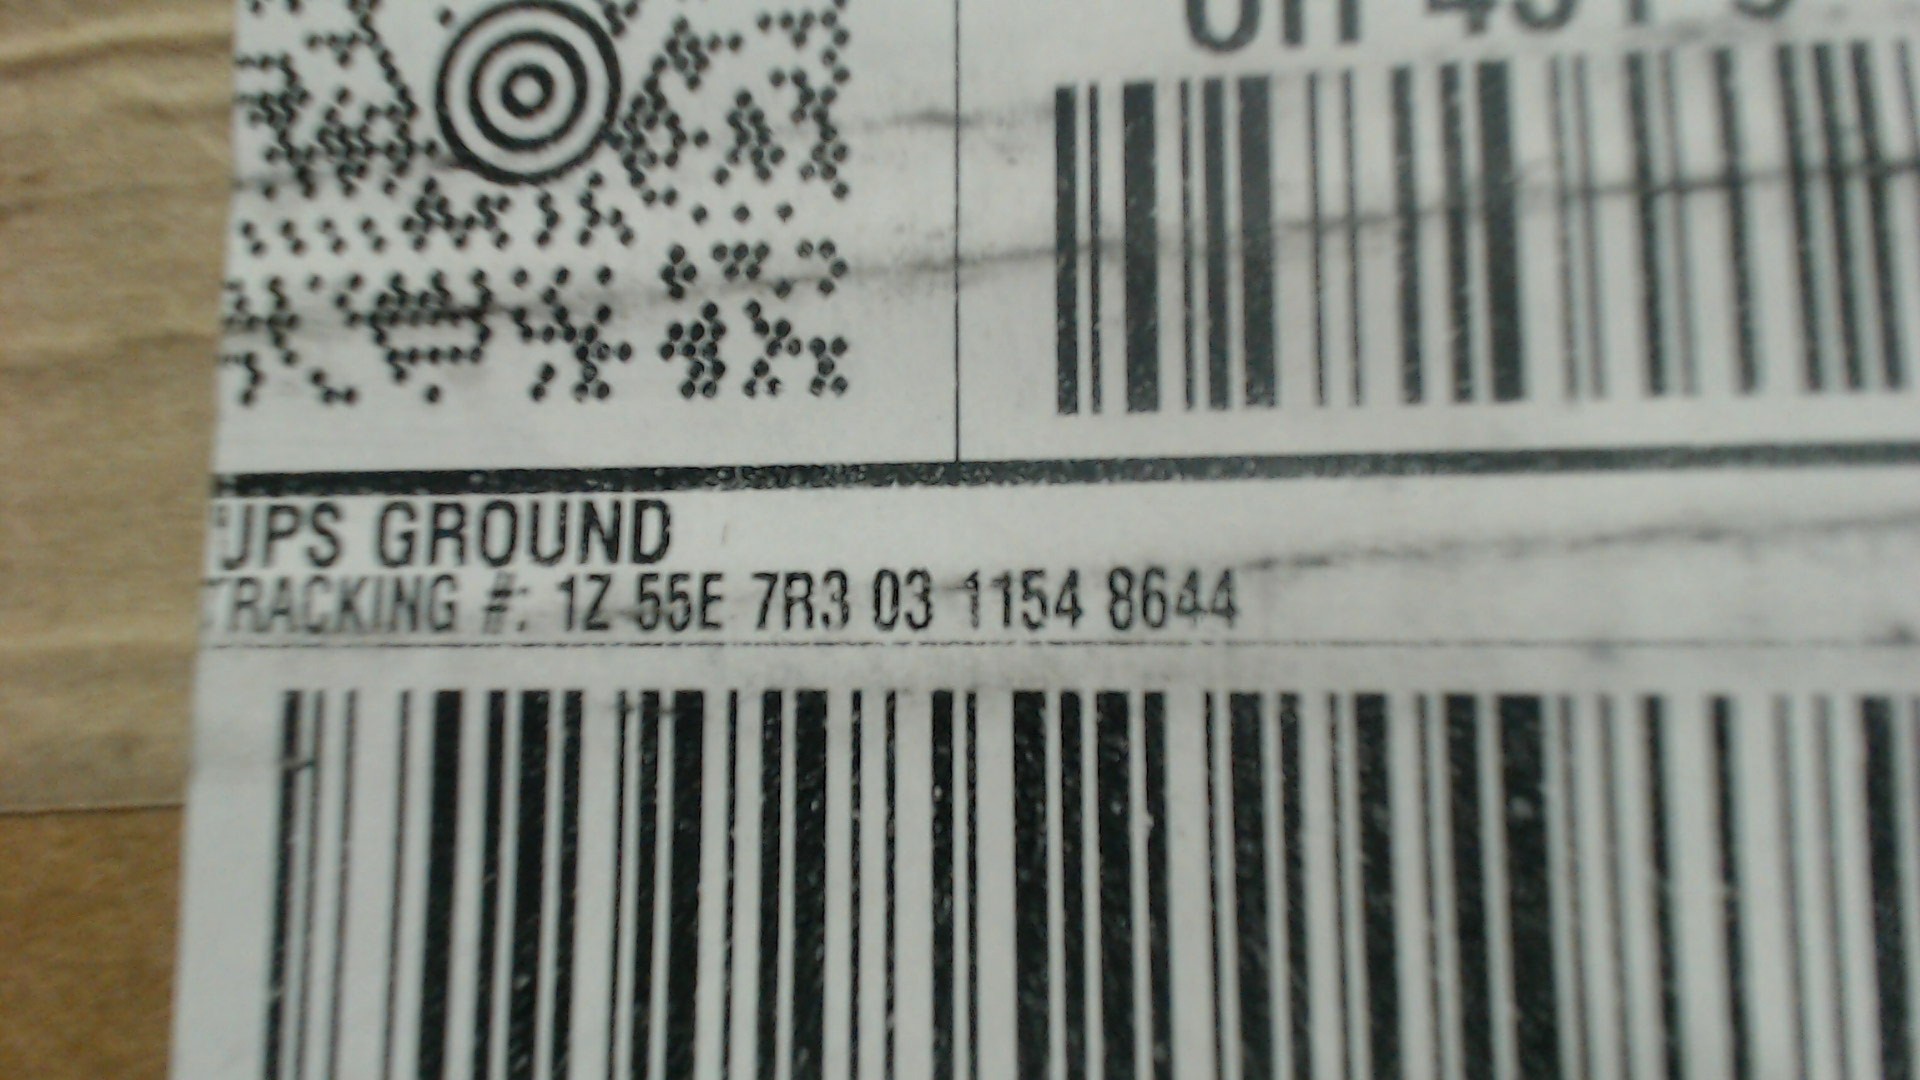 UPS GROUND
TRACKING #: 1Z 55E 7R3 03 1154 8644